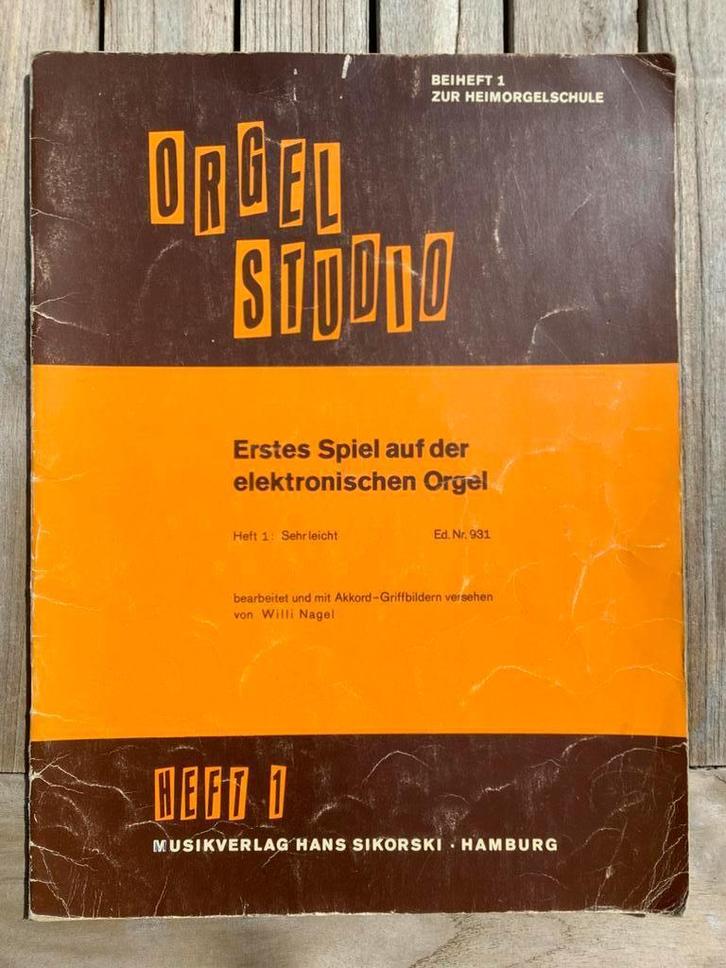 BEIHEFT 1
ZUR HEIMORGELSCHULE
ORGEL
STUDIO
Erstes Spiel auf der
elektronischen Orgel
Heft 1: Sehr leicht Ed. Nr. 931
bearbeitet und mit Akkord-Griffbildern versehen
von Willi Nagel
HEFT 1
MUSIKVERLAG HANS SIKORSKI · HAMBURG